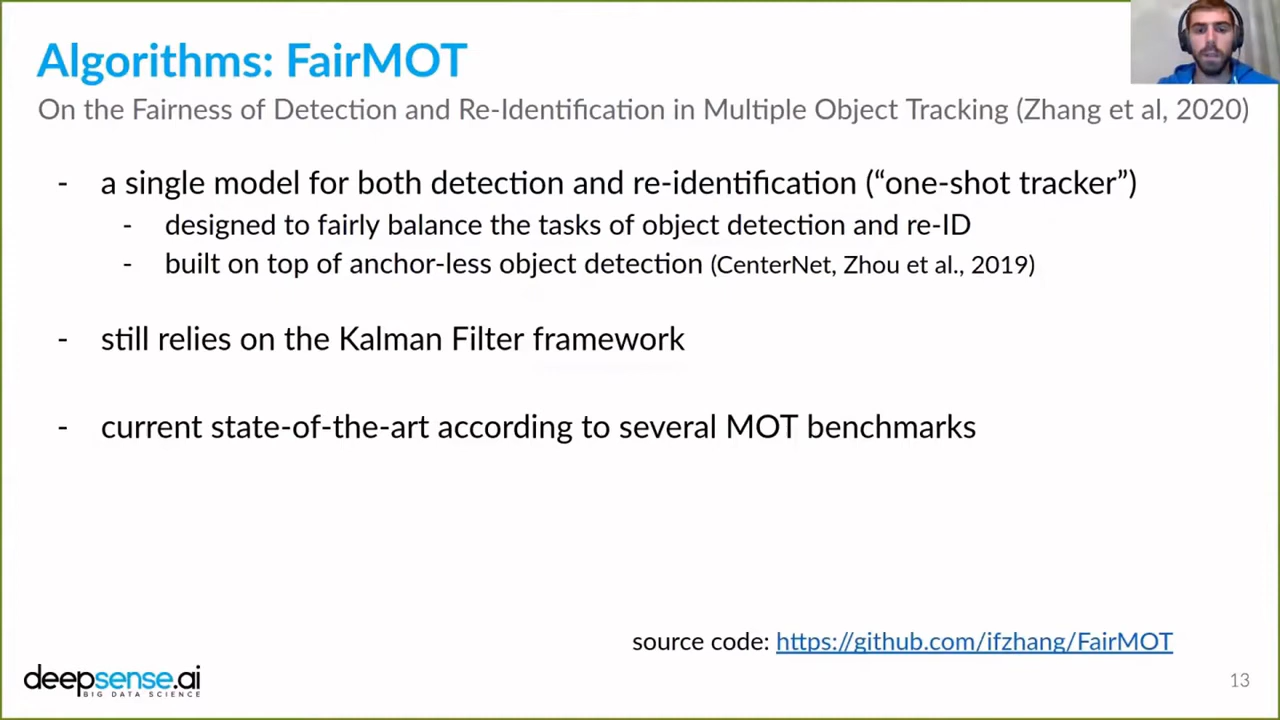 Algorithms: FairMOT
On the Fairness of Detection and Re-Identification in Multiple Object Tracking (Zhang et al, 2020)
- a single model for both detection and re-identification (“one-shot tracker”)
- designed to fairly balance the tasks of object detection and re-ID
- built on top of anchor-less object detection (CenterNet, Zhou et al., 2019)
- still relies on the Kalman Filter framework
- current state-of-the-art according to several MOT benchmarks
source code: https://github.com/ifzhang/FairMOT
deepsense.ai
BIG DATA SCIENCE
13